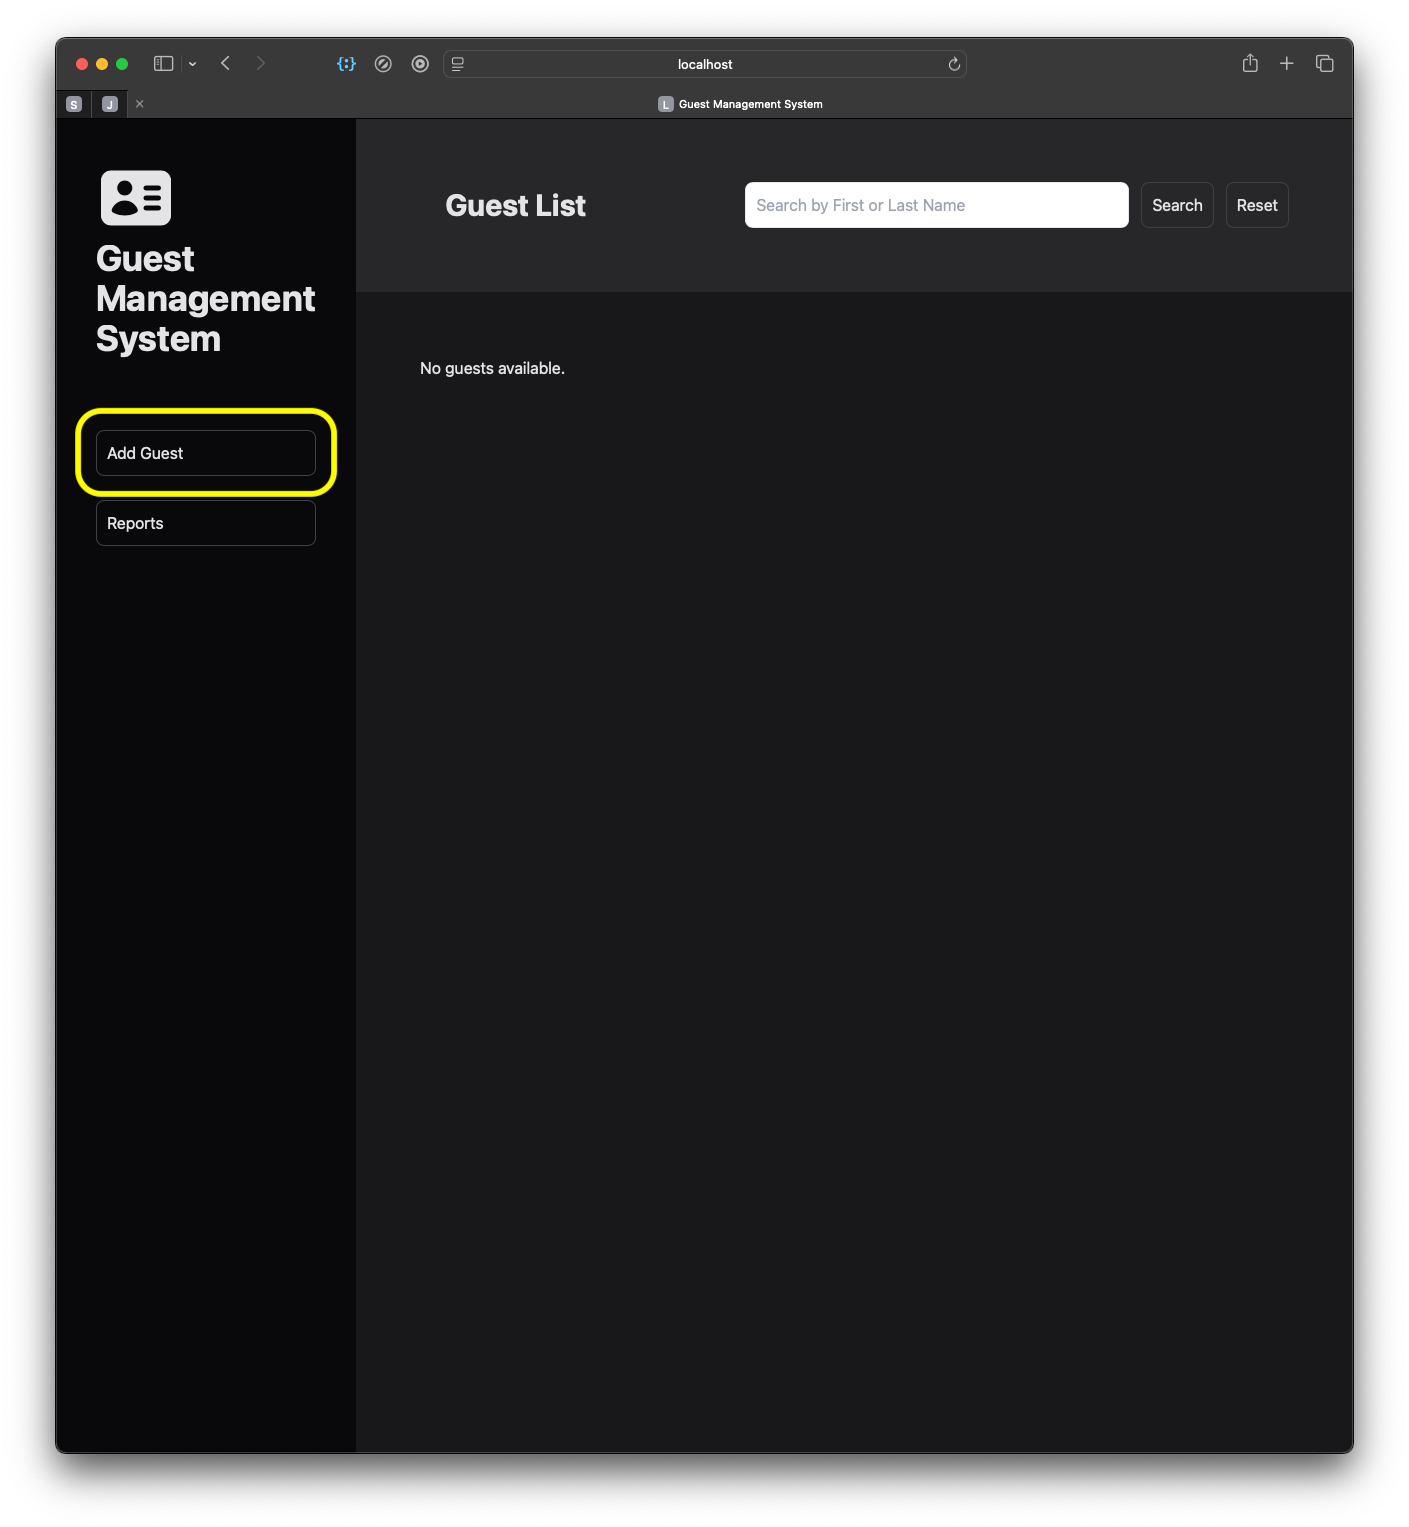 localhost
S
J
L Guest Management System
Guest
Management
System
Guest List
Search by First or Last Name
Search
Reset
No guests available.
Add Guest
Reports